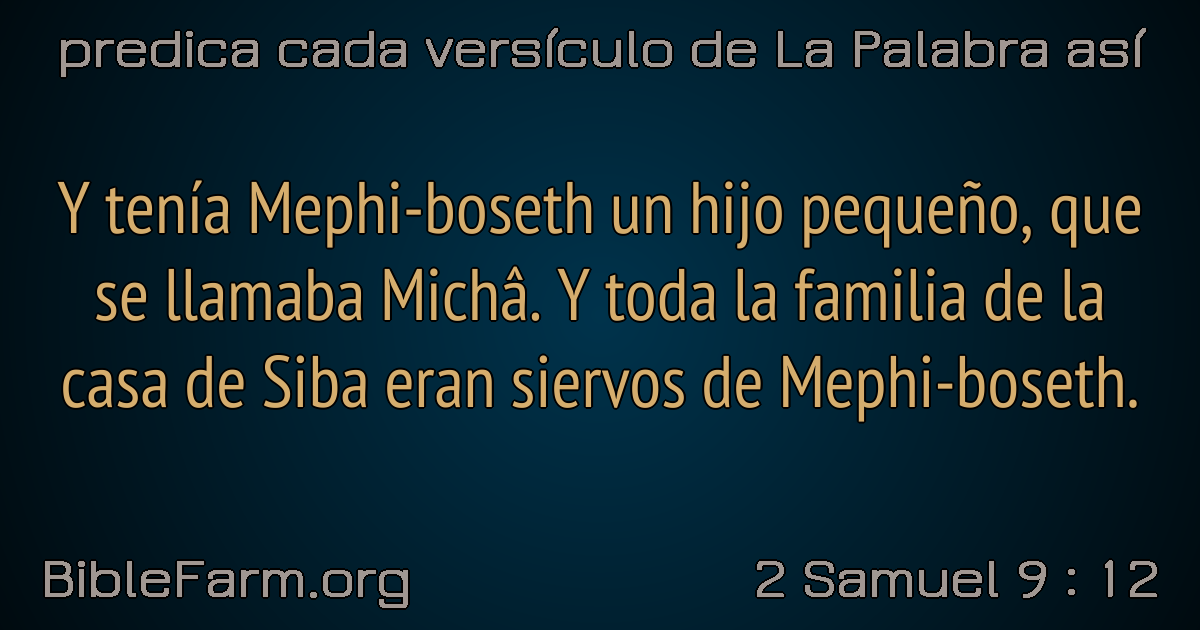 predica cada versículo de La Palabra así
Y tenía Mephi-boseth un hijo pequeño, que
se llamaba Michâ. Y toda la familia de la
casa de Siba eran siervos de Mephi-boseth.
BibleFarm.org
2 Samuel 9 : 12